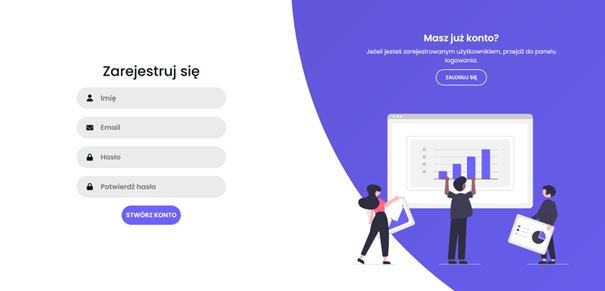 Zarejestruj się
Imię
Email
Hasło
Potwierdź hasło
STWÓRZ KONTO
Masz już konto?
Jeżeli jesteś zarejestrowanym użytkownikiem, przejdź do panelu
logowania.
ZALOGUJ SIĘ